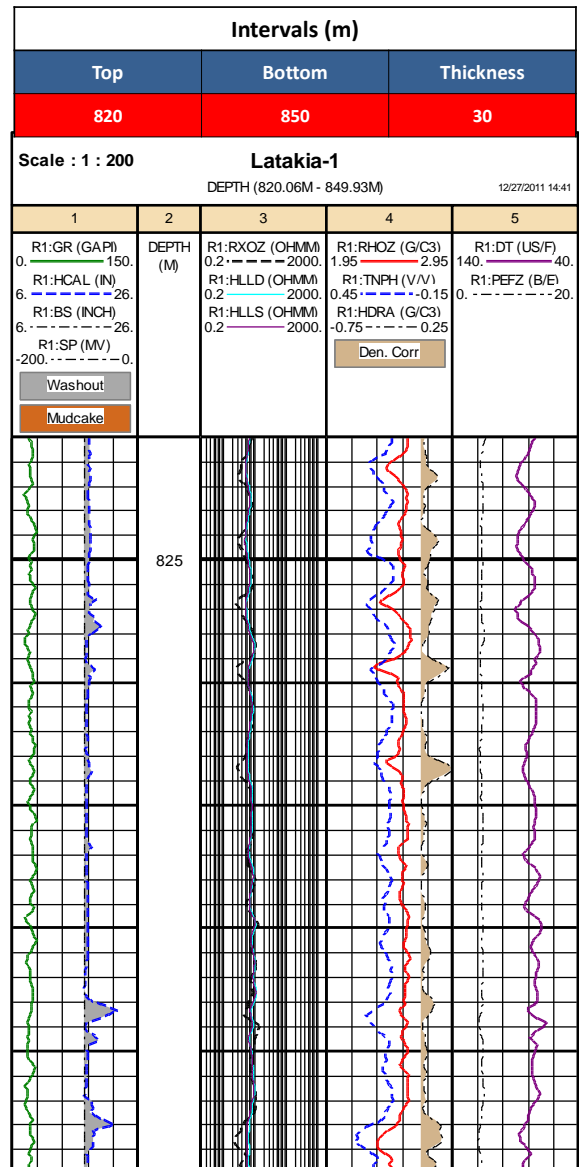 Intervals (m)
Top Bottom Thickness
820 850 30
Scale : 1 : 200 Latakia-1
DEPTH (820.06M - 849.93M) 12/27/2011 14:41
1 2 3 4 5
R1:GR (GAPI)
0. 150.
R1:HCAL (IN)
6. 26.
R1:BS (INCH)
6. 26.
R1:SP (MV)
-200. 0.
Washout
Mudcake
DEPTH
(M)
R1:RXOZ (OHMM)
0.2 2000.
R1:HLLD (OHMM)
0.2 2000.
R1:HLLS (OHMM)
0.2 2000.
R1:RHOZ (G/C3)
1.95 2.95
R1:TNPH (V/V)
0.45 -0.15
R1:HDRA (G/C3)
-0.75 0.25
Den. Corr
R1:DT (US/F)
140. 40.
R1:PEFZ (B/E)
0. 20.
825